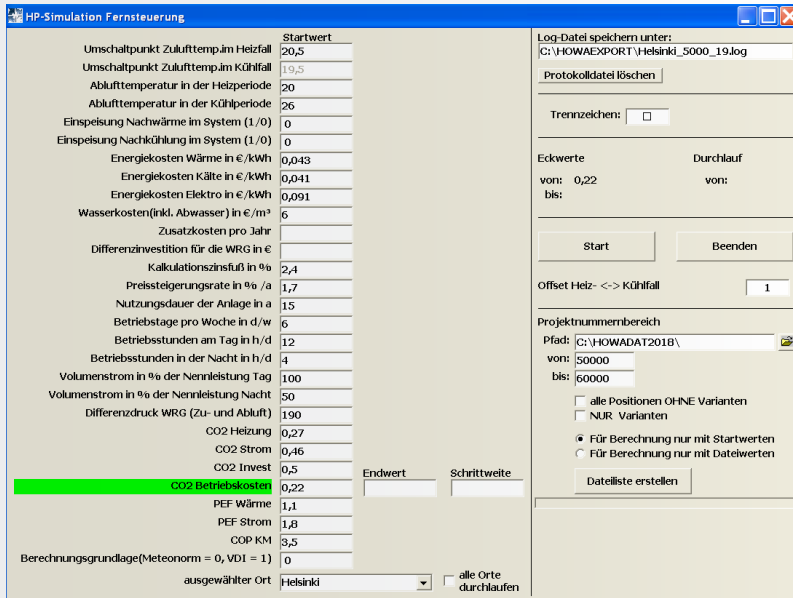 HP-Simulation Fernsteuerung
Startwert
Umschaltpunkt Zulufttemp.im Heizfall 20,5
Umschaltpunkt Zulufttemp.im Kühlfall 19,5
Ablufttemperatur in der Heizperiode 20
Ablufttemperatur in der Kühlperiode 26
Einspeisung Nachwärme im System (1/0) 0
Einspeisung Nachkühlung im System (1/0) 0
Energiekosten Wärme in €/kWh 0,043
Energiekosten Kälte in €/kWh 0,041
Energiekosten Elektro in €/kWh 0,091
Wasserkosten(inkl. Abwasser) in €/m³ 6
Zusatzkosten pro Jahr
Differenzinvestition für die WRG in €
Kalkulationszinsfuß in % 2,4
Preissteigerungsrate in % /a 1,7
Nutzungsdauer der Anlage in a 15
Betriebstage pro Woche in d/w 6
Betriebsstunden am Tag in h/d 12
Betriebsstunden in der Nacht in h/d 4
Volumenstrom in % der Nennleistung Tag 100
Volumenstrom in % der Nennleistung Nacht 50
Differenzdruck WRG (Zu- und Abluft) 190
CO2 Heizung 0,27
CO2 Strom 0,46
CO2 Invest 0,5
Endwert Schrittweite
CO2 Betriebskosten 0,22
PEF Wärme 1,1
PEF Strom 1,8
COP KM 3,5
Berechnungsgrundlage(Meteonorm = 0, VDI = 1) 0
ausgewählter Ort Helsinki
alle Orte
durchlaufen
Log-Datei speichern unter:
C:\HOWAEXPORT\Helsinki_5000_19.log
Protokolldatei löschen
Trennzeichen:
Eckwerte Durchlauf
von: 0,22 von:
bis:
Start Beenden
Offset Heiz- <-> Kühlfall 1
Projektnummernbereich
Pfad: C:\HOWADAT2018\
von: 50000
bis: 60000
alle Positionen OHNE Varianten
NUR Varianten
Für Berechnung nur mit Startwerten
Für Berechnung nur mit Dateiwerten
Dateiliste erstellen